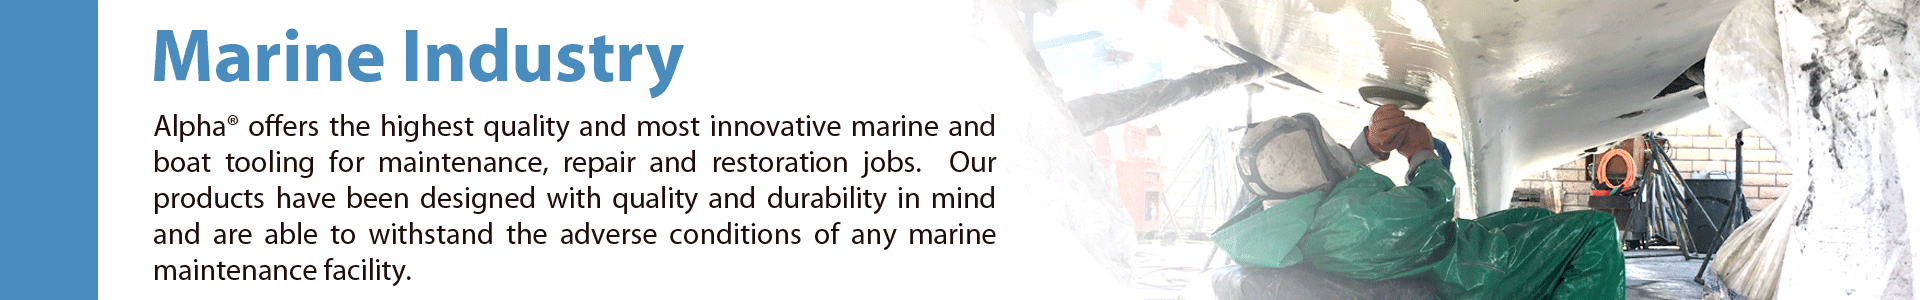 Marine Industry
Alpha® offers the highest quality and most innovative marine and
boat tooling for maintenance, repair and restoration jobs. Our
products have been designed with quality and durability in mind
and are able to withstand the adverse conditions of any marine
maintenance facility.